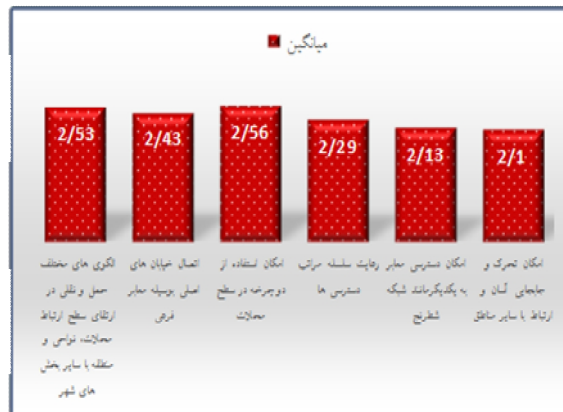 میانگین
2/53
2/43
2/56
2/29
2/13
2/1
الگوی های مختلف
حمل و نقلی در
ارتقای سطح ارتباط
محلات، نواحی و
منطقه با سایر بخش
های شهر
اتصال خیابان های
اصلی بوسیله معابر
فرعی
امکان استفاده از
دوچرخه در سطح
محلات
رعایت سلسله مراتب
دسترسی ها
امکان دسترسی معابر
به یکدیگرمانند شبکه
شطرنج
امکان تحرک و
جابجایی آسان و
ارتباط با سایر مناطق